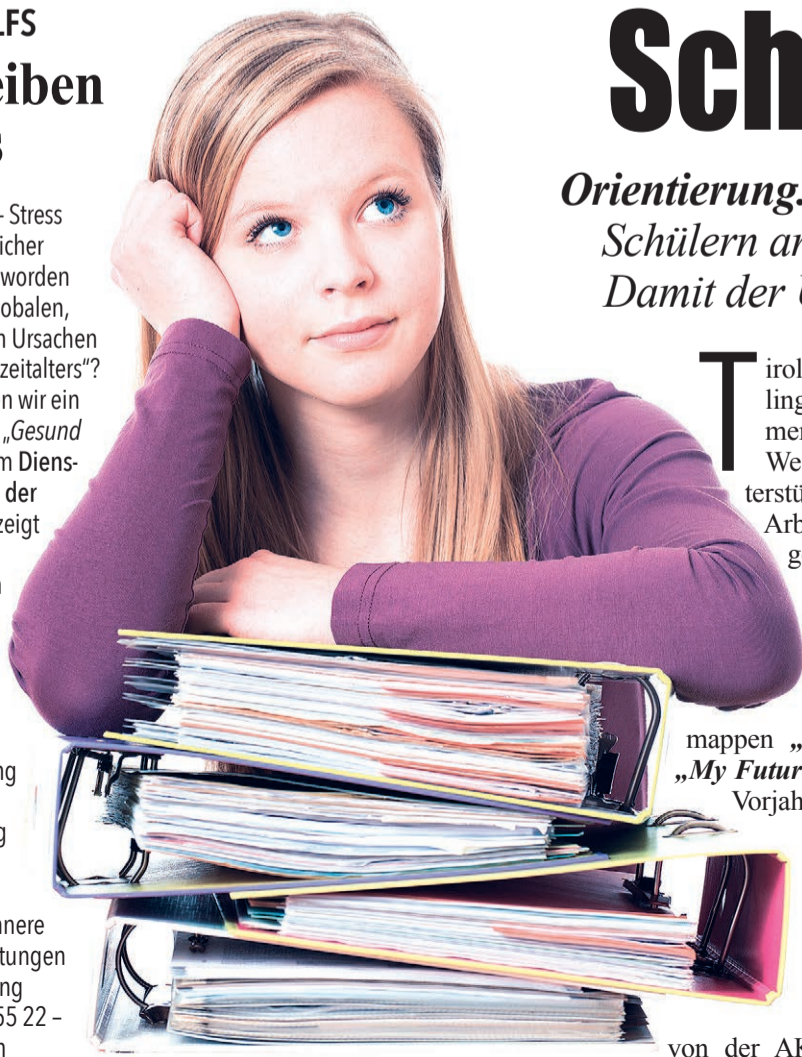 LFS
eiben
s
– Stress
icher
worden
obalen,
n Ursachen
zeitalters“?
en wir ein
„Gesund
m Diens-
der
zeigt
n
ng
g
nnere
tungen
ng
55 22 –
n
Sch
Orientierung.
Schülern an
Damit der
Tirol
ling
mer
We
terstü
Arb
g
mappen „
„My Futur
Vorjah
von der AK